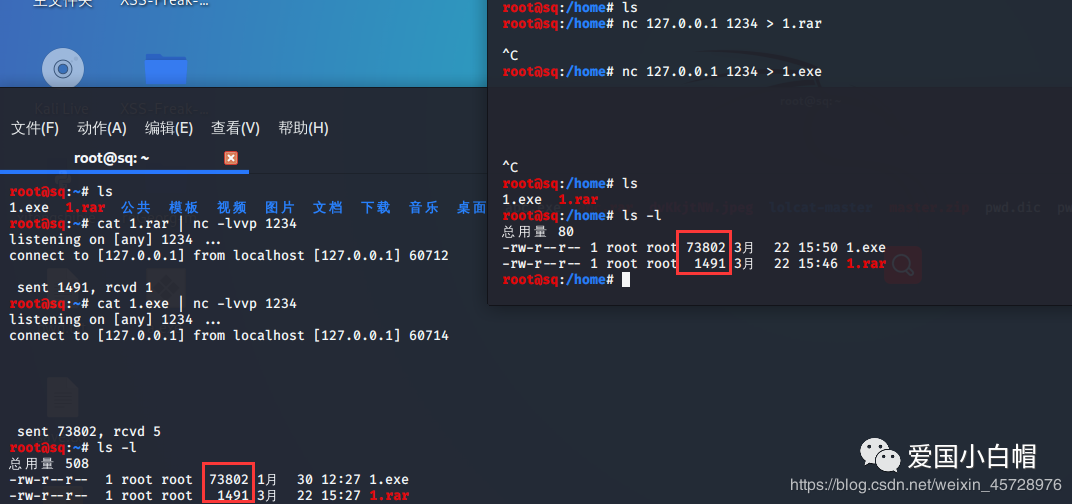 root@sq:/home# ls
root@sq:/home# nc 127.0.0.1 1234 > 1.rar
^C
root@sq:/home# nc 127.0.0.1 1234 > 1.exe
^C
root@sq:/home# ls
1.exe 1.rar
root@sq:/home# ls -l
总用量 80
-rw-r--r-- 1 root root 73802 3月 22 15:50 1.exe
-rw-r--r-- 1 root root 1491 3月 22 15:46 1.rar
root@sq:/home#
主文件夹 XSS-Freak-...
文件(F) 动作(A) 编辑(E) 查看(V) 帮助(H)
root@sq: ~
root@sq:~# ls
1.exe 1.rar 公共 模板 视频 图片 文档 下载 音乐 桌面
root@sq:~# cat 1.rar | nc -lvvp 1234
listening on [any] 1234 ...
connect to [127.0.0.1] from localhost [127.0.0.1] 60712
sent 1491, rcvd 1
root@sq:~# cat 1.exe | nc -lvvp 1234
listening on [any] 1234 ...
connect to [127.0.0.1] from localhost [127.0.0.1] 60714
sent 73802, rcvd 5
root@sq:~# ls -l
总用量 508
-rw-r--r-- 1 root root 73802 1月 30 12:27 1.exe
-rw-r--r-- 1 root root 1491 3月 22 15:27 1.rar
pwd.dic
爱国小白帽
https://blog.csdn.net/weixin_45728976